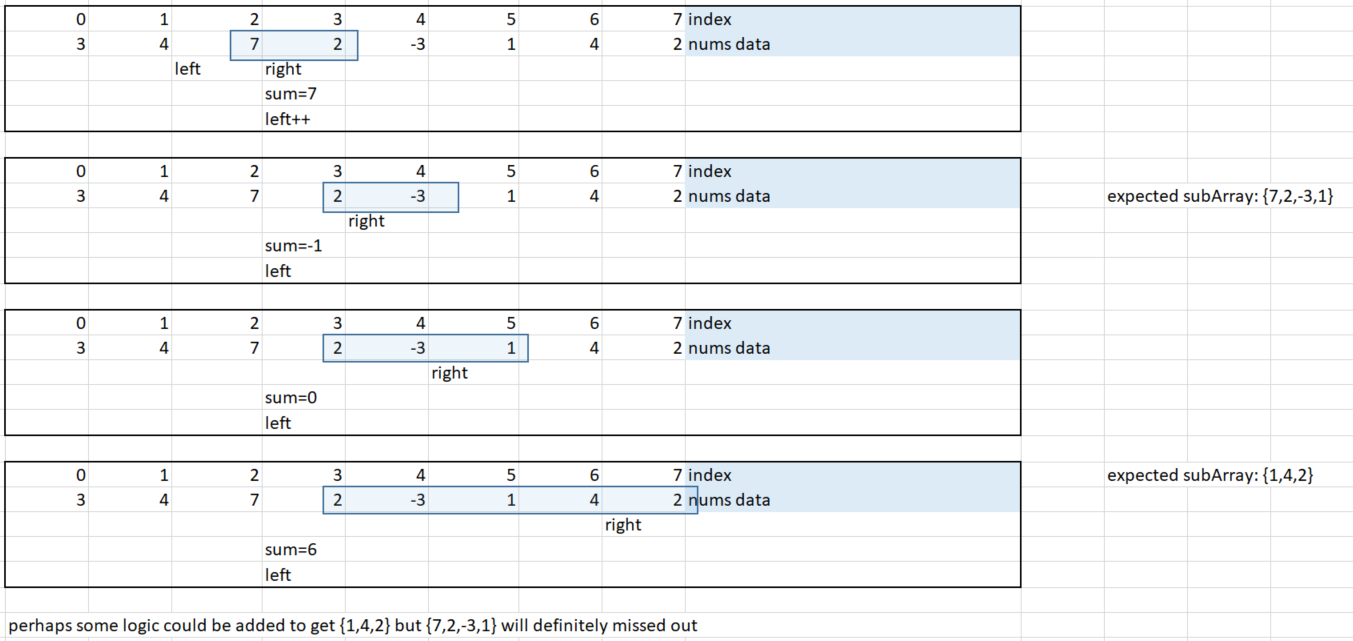 0 1 2 3 4 5 6 7 index
3 4 7 2 -3 1 4 2 nums data
left right
sum=7
left++
0 1 2 3 4 5 6 7 index
3 4 7 2 -3 1 4 2 nums data expected subArray: {7,2,-3,1}
right
sum=-1
left
0 1 2 3 4 5 6 7 index
3 4 7 2 -3 1 4 2 nums data
right
sum=0
left
0 1 2 3 4 5 6 7 index expected subArray: {1,4,2}
3 4 7 2 -3 1 4 2 nums data
right
sum=6
left
perhaps some logic could be added to get {1,4,2} but {7,2,-3,1} will definitely missed out